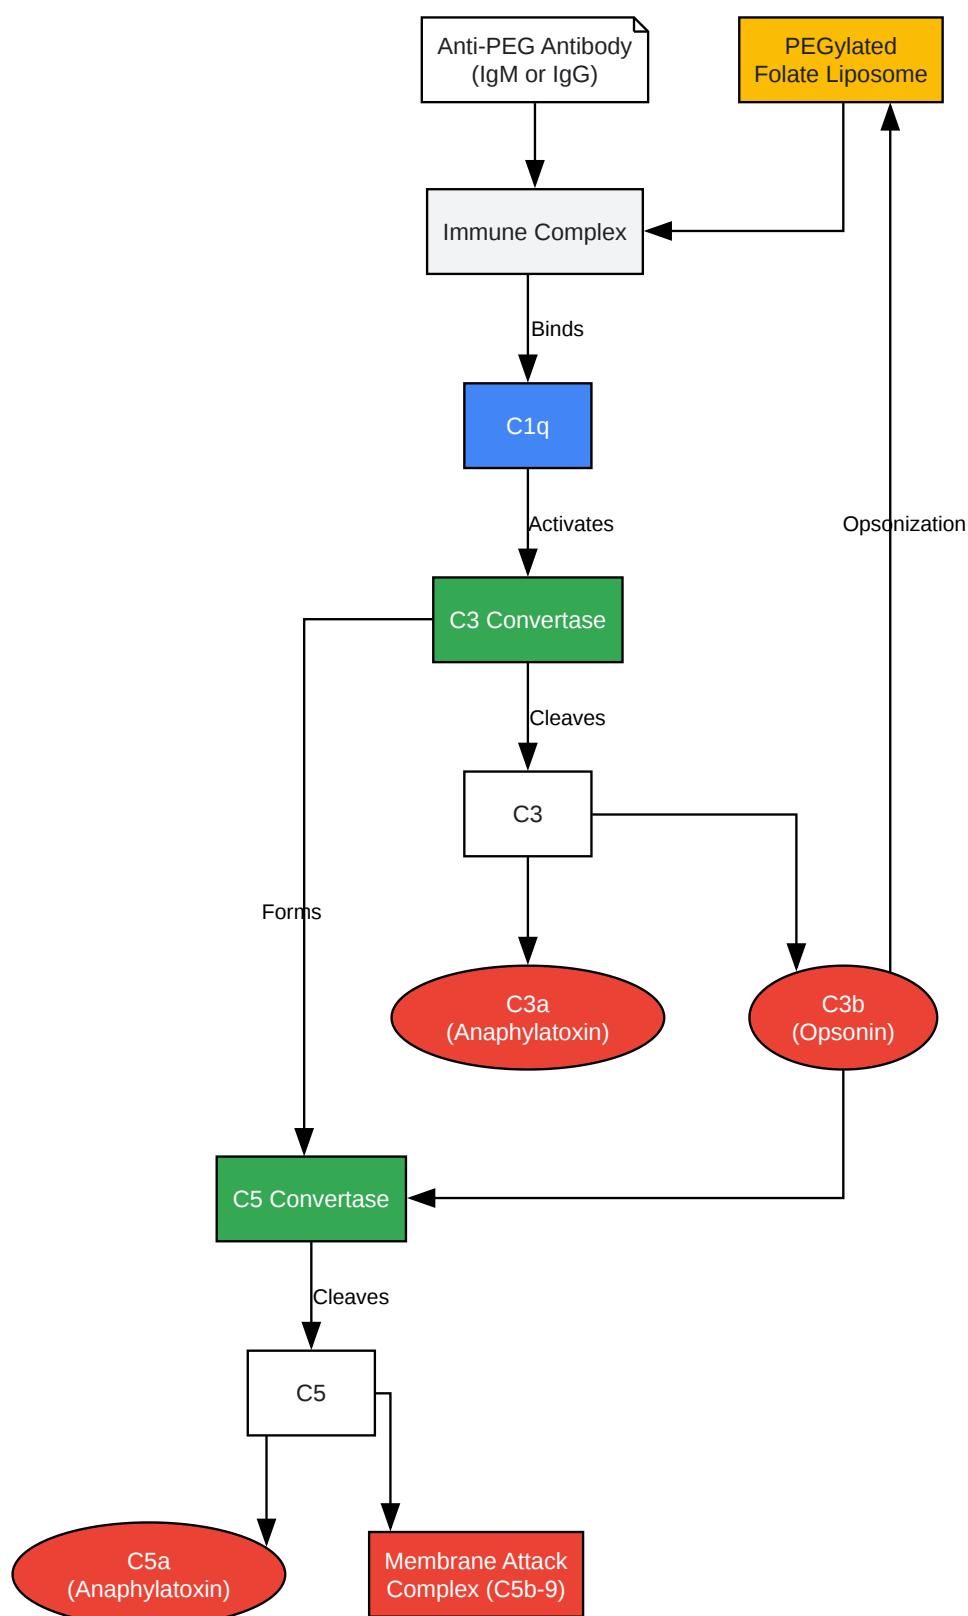 Anti-PEG Antibody
(IgM or IgG)
PEGylated
Folate Liposome
Immune Complex
Binds
C1q
Activates
Opsonization
C3 Convertase
Cleaves
C3
Forms
C3a
(Anaphylatoxin)
C3b
(Opsonin)
C5 Convertase
Cleaves
C5
C5a
(Anaphylatoxin)
Membrane Attack
Complex (C5b-9)